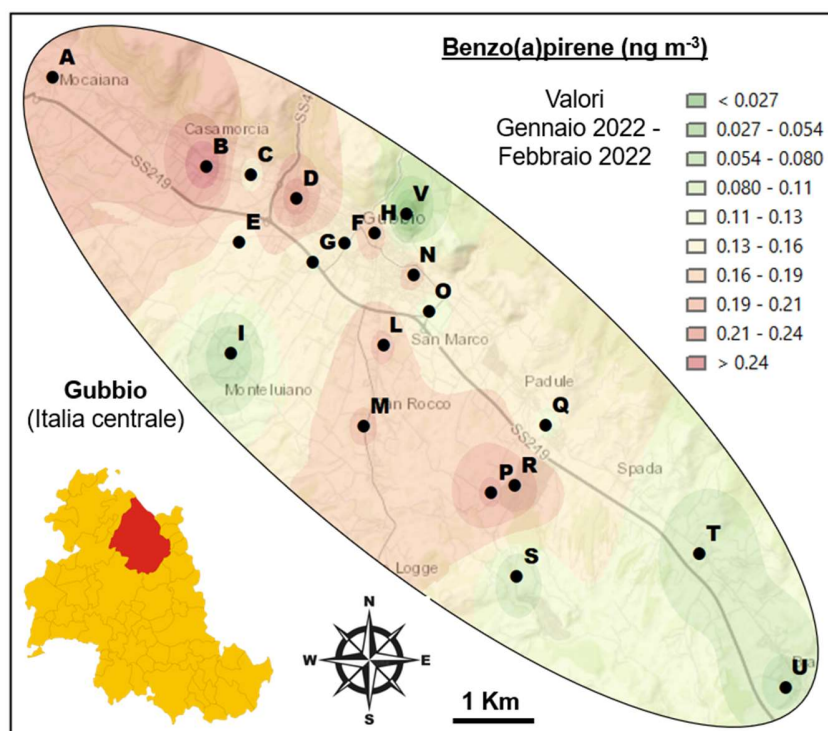 Benzo(a)pirene (ng m⁻³)
Valori
Gennaio 2022 -
Febbraio 2022
< 0.027
0.027 - 0.054
0.054 - 0.080
0.080 - 0.11
0.11 - 0.13
0.13 - 0.16
0.16 - 0.19
0.19 - 0.21
0.21 - 0.24
> 0.24
A
Mocaiana
Casamorcia
SS4
B
C
D
V
SS249
H
F
Gubbio
E
G
N
O
I
L
San Marco
Monteluiano
Padule
M
an Rocco
Q
SS249
P
R
Spada
T
S
Logge
U
Gubbio
(Italia centrale)
N
W
E
S
1 Km